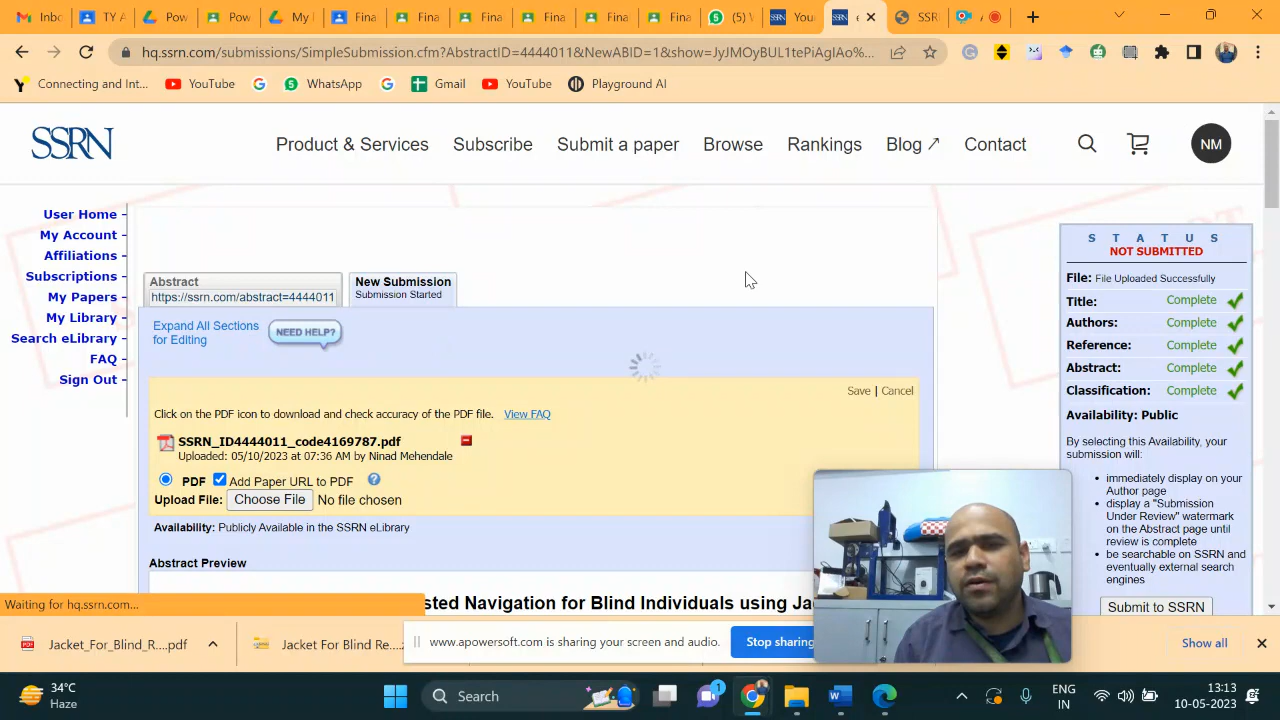 Inbo
TY A
Pow
Pow
My I
Fina
Fina
Fina
Fina
Fina
(5) \
You
e
SSR
hq.ssrn.com/submissions/SimpleSubmission.cfm?AbstractID=4444011&NewABID=1&show=JyJMOyBUL1tePiAgIAo%...
Connecting and Int...
YouTube
WhatsApp
Gmail
YouTube
Playground AI
SSRN
Product & Services
Subscribe
Submit a paper
Browse
Rankings
Blog ↗
Contact
NM
User Home
My Account
Affiliations
Subscriptions
My Papers
My Library
Search eLibrary
FAQ
Sign Out
Abstract
https://ssrn.com/abstract=4444011
New Submission
Submission Started
Expand All Sections
for Editing
NEED HELP?
Save | Cancel
Click on the PDF icon to download and check accuracy of the PDF file. View FAQ
SSRN_ID4444011_code4169787.pdf
Uploaded: 05/10/2023 at 07:36 AM by Ninad Mehendale
PDF Add Paper URL to PDF
Upload File: Choose File No file chosen
Availability: Publicly Available in the SSRN eLibrary
Abstract Preview
sted Navigation for Blind Individuals using Ja
S T A T U S
NOT SUBMITTED
File: File Uploaded Successfully
Title: Complete
Authors: Complete
Reference: Complete
Abstract: Complete
Classification: Complete
Availability: Public
By selecting this Availability, your
submission will:
immediately display on your
Author page
display a "Submission
Under Review" watermark
on the Abstract page until
review is complete
be searchable on SSRN and
eventually external search
engines
Submit to SSRN
Waiting for hq.ssrn.com...
Jacket_For_Blind_R....pdf
Jacket For Blind Re....z
www.apowersoft.com is sharing your screen and audio.
Stop sharing
Show all
34°C
Haze
Search
1
ENG
IN
13:13
10-05-2023